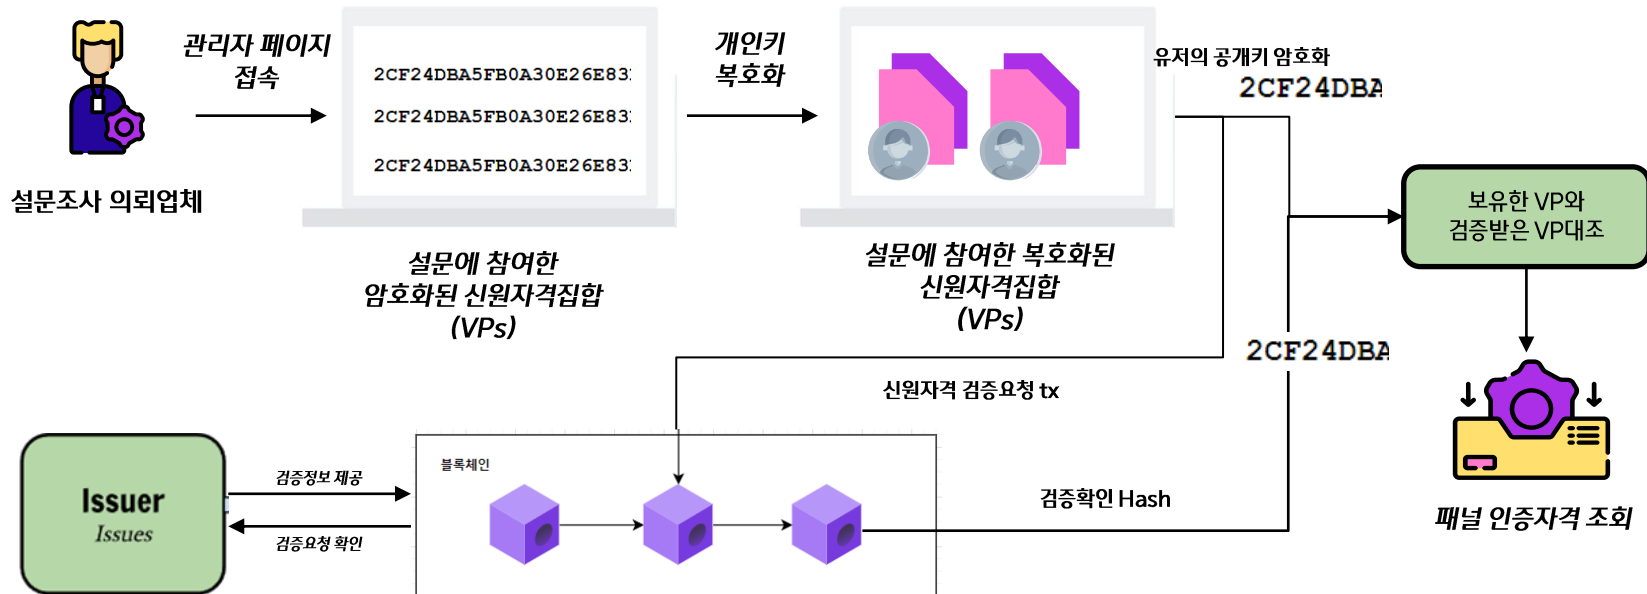 관리자 페이지
접속
개인키
복호화
유저의 공개키 암호화
2CF24DBA
2CF24DBA5FB0A30E26E83
2CF24DBA5FB0A30E26E83
2CF24DBA5FB0A30E26E83
설문조사 의뢰업체
설문에 참여한
암호화된 신원자격집합
(VPs)
설문에 참여한 복호화된
신원자격집합
(VPs)
보유한 VP와
검증받은 VP대조
2CF24DBA
신원자격 검증요청 tx
블록체인
Issuer
Issues
검증정보 제공
검증요청 확인
검증확인 Hash
패널 인증자격 조회